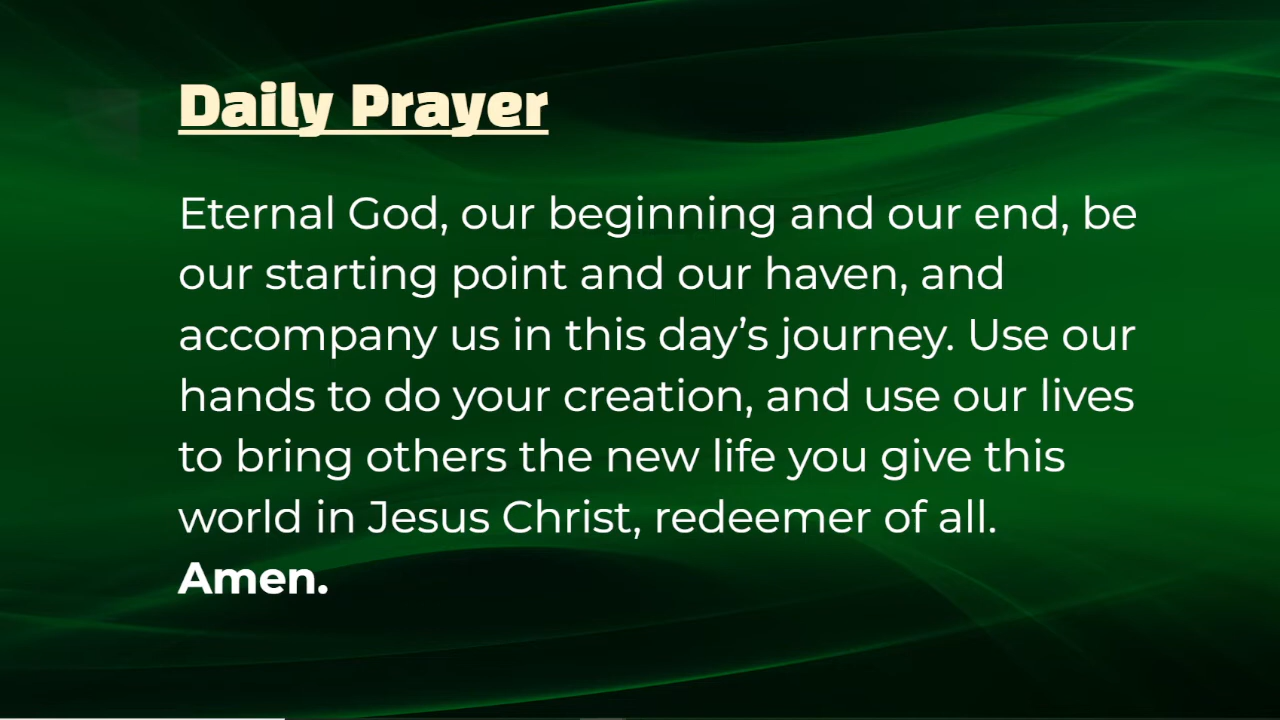 Daily Prayer
Eternal God, our beginning and our end, be
our starting point and our haven, and
accompany us in this day’s journey. Use our
hands to do your creation, and use our lives
to bring others the new life you give this
world in Jesus Christ, redeemer of all.
Amen.